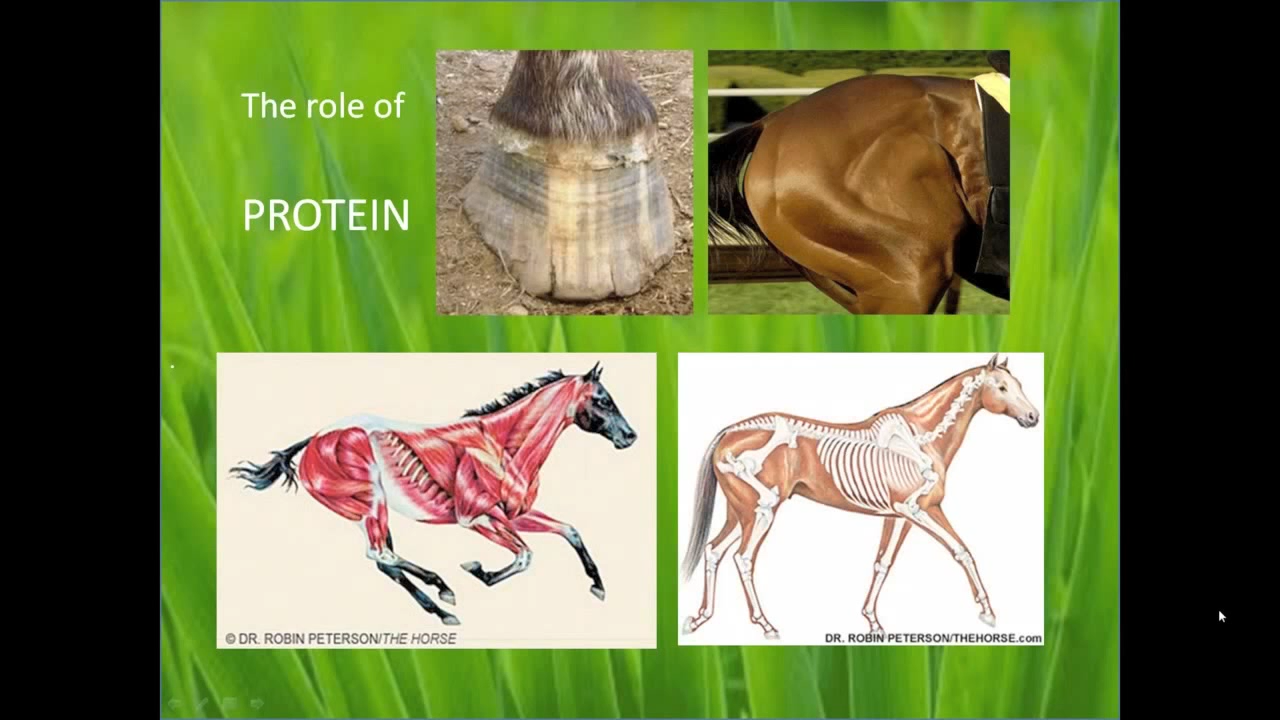 The role of
PROTEIN
© DR. ROBIN PETERSON/THE HORSE
DR. ROBIN PETERSON/THEHORSE.com